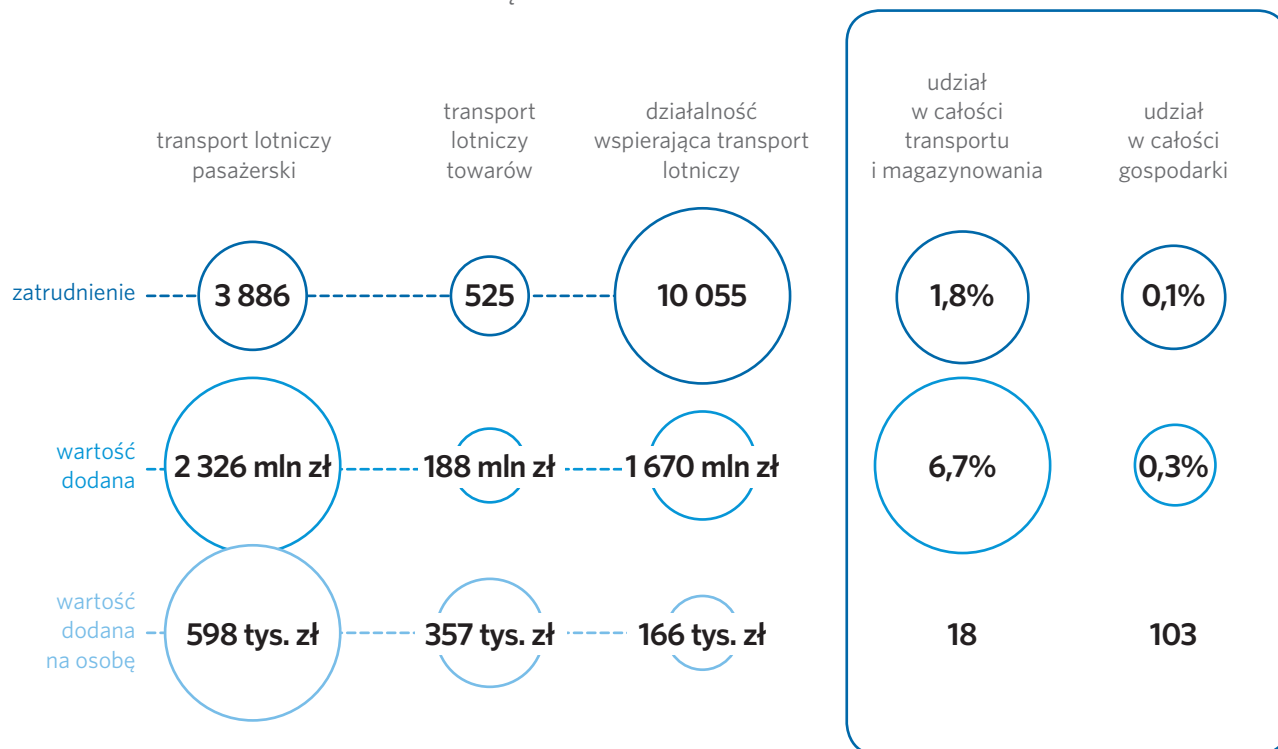 transport lotniczy
pasażerski
transport
lotniczy
towarów
działalność
wspierająca transport
lotniczy
udział
w całości
transportu
i magazynowania
udział
w całości
gospodarki
zatrudnienie
3 886
525
10 055
1,8%
0,1%
wartość
dodana
2 326 mln zł
188 mln zł
1 670 mln zł
6,7%
0,3%
wartość
dodana
na osobę
598 tys. zł
357 tys. zł
166 tys. zł
18
103